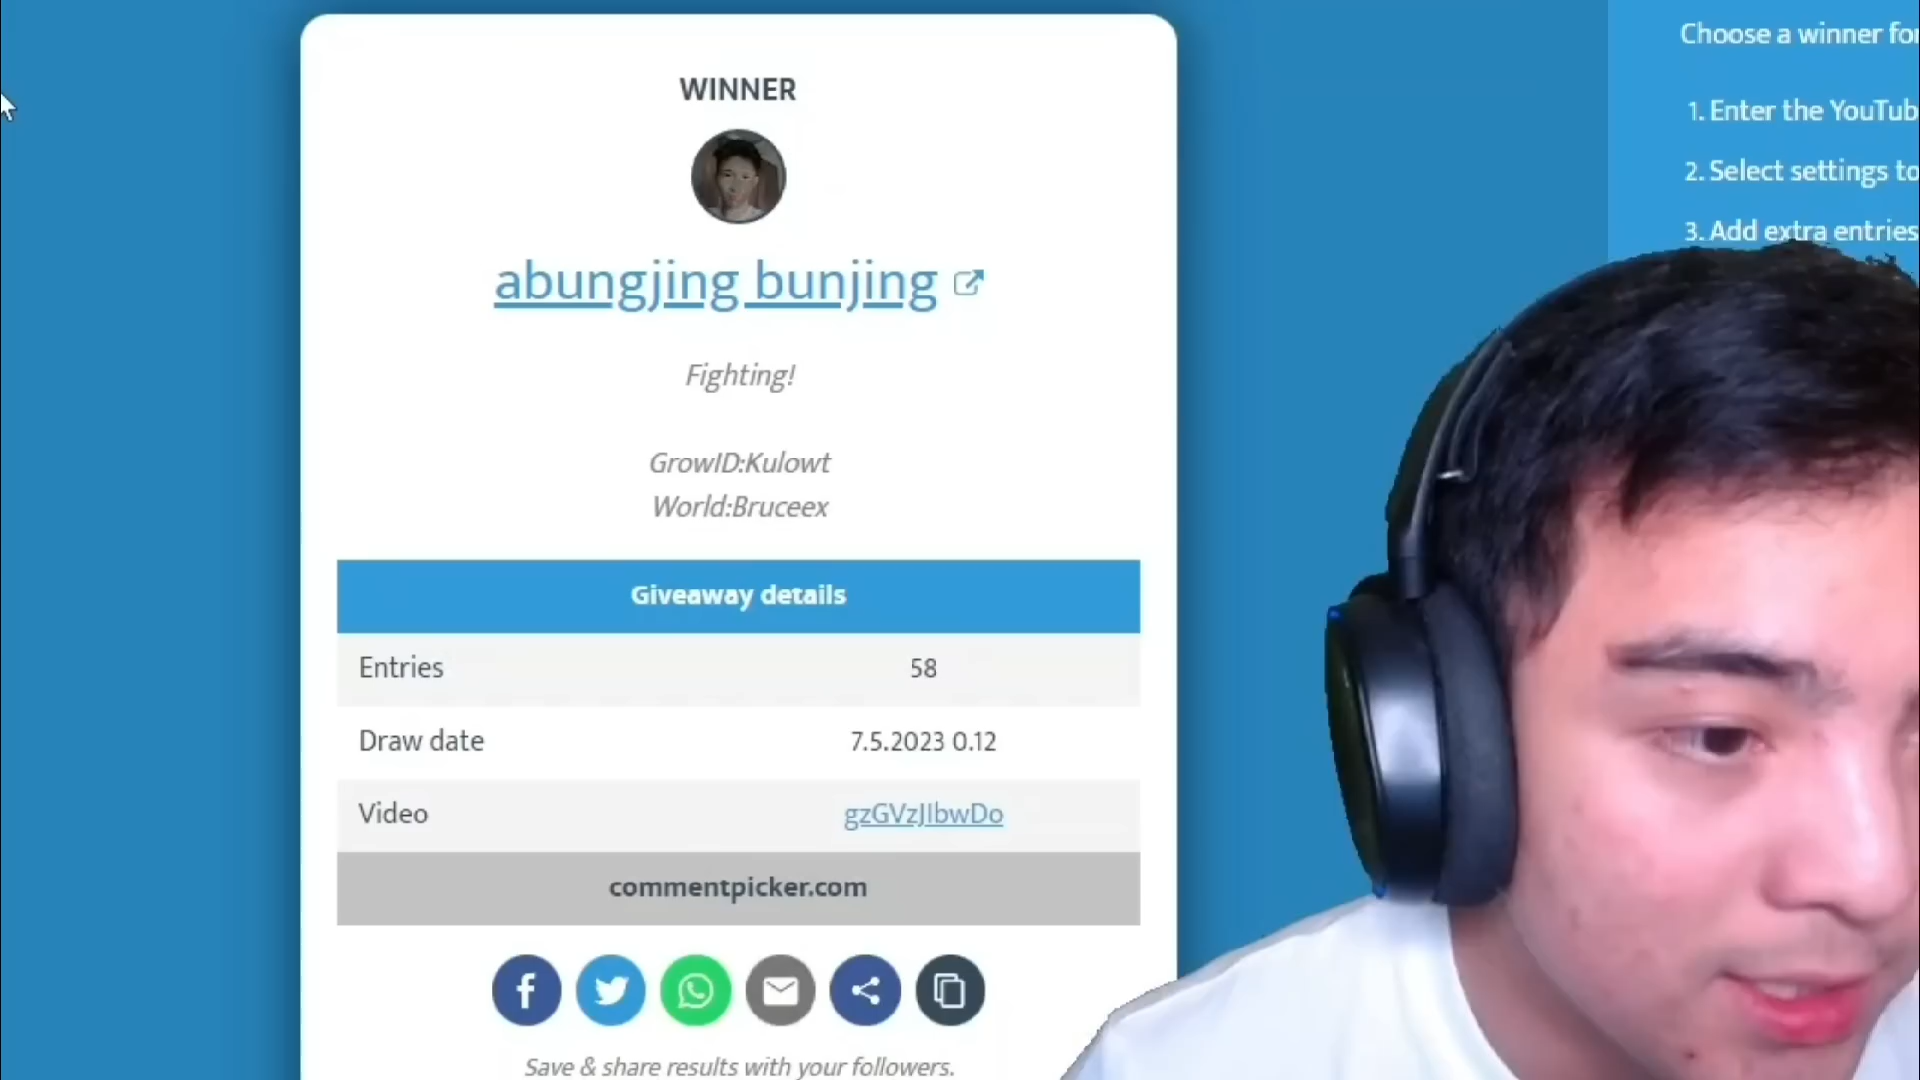 WINNER
abungjing bunjing
Fighting!
GrowID:Kulowt
World:Bruceex
Giveaway details
Entries 58
Draw date 7.5.2023 0.12
Video gzGVzJIbwDo
commentpicker.com
Save & share results with your followers.
Choose a winner for
1. Enter the YouTub
2. Select settings to
3. Add extra entries